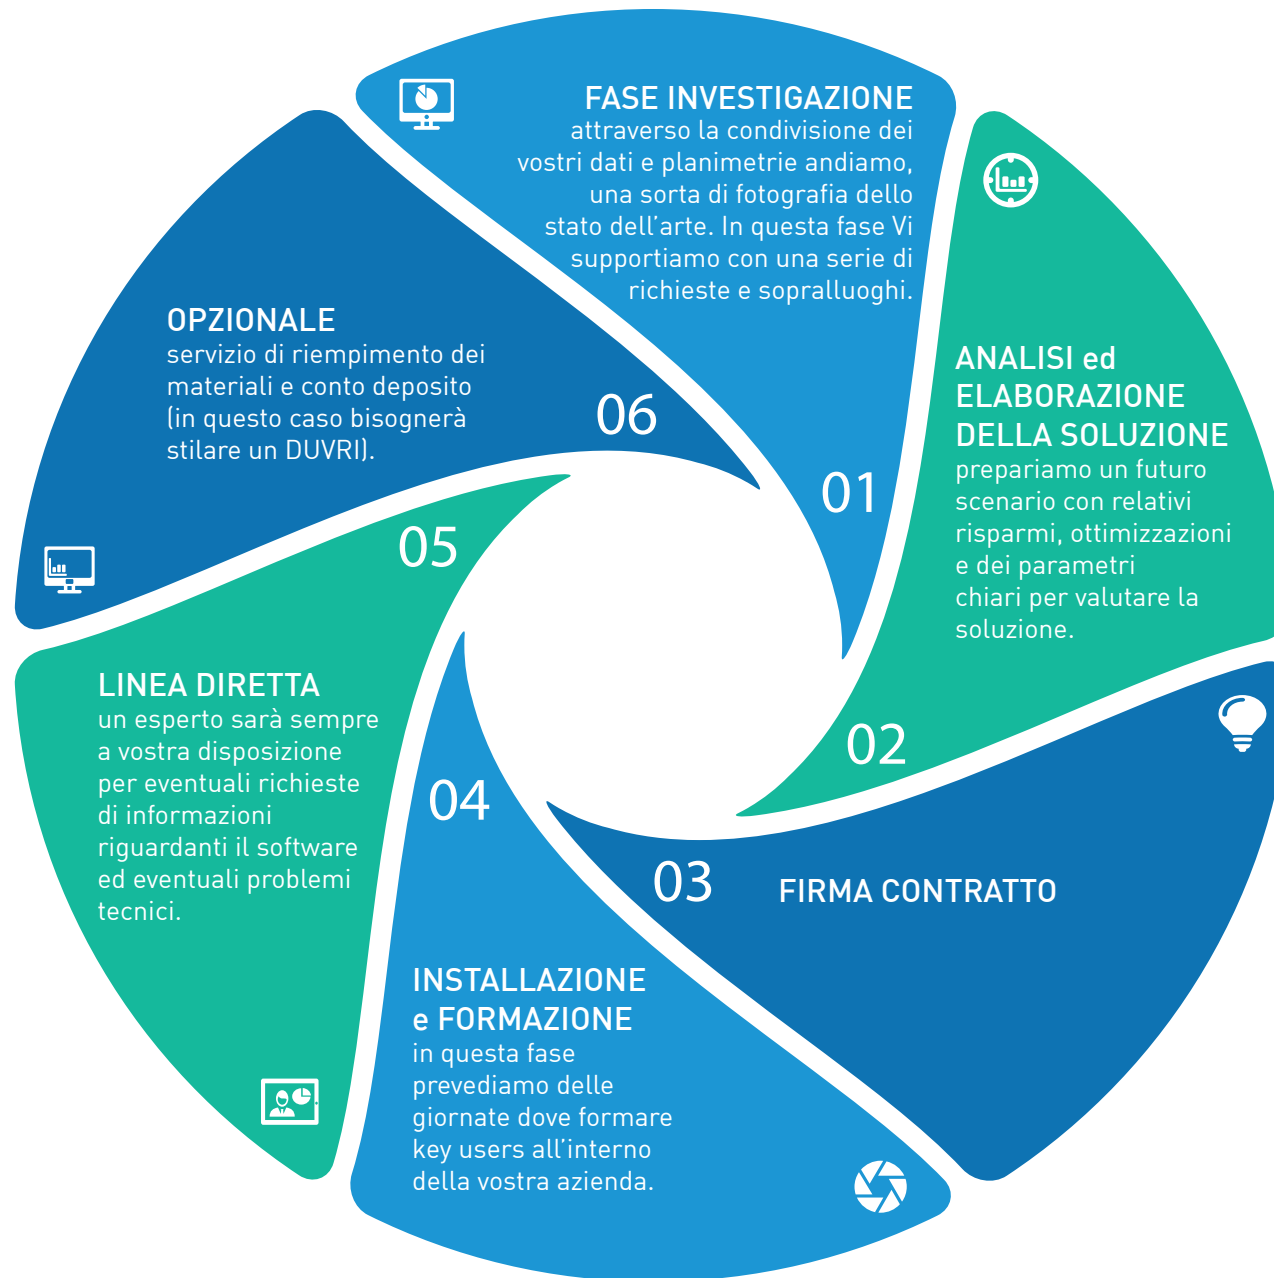 FASE INVESTIGAZIONE
attraverso la condivisione dei
vostri dati e planimetrie andiamo,
una sorta di fotografia dello
stato dell'arte. In questa fase Vi
supportiamo con una serie di
richieste e sopralluoghi.
01
ANALISI ed
ELABORAZIONE
DELLA SOLUZIONE
prepariamo un futuro
scenario con relativi
risparmi, ottimizzazioni
e dei parametri
chiari per valutare la
soluzione.
02
03
FIRMA CONTRATTO
04
INSTALLAZIONE
e FORMAZIONE
in questa fase
prevediamo delle
giornate dove formare
key users all'interno
della vostra azienda.
05
LINEA DIRETTA
un esperto sarà sempre
a vostra disposizione
per eventuali richieste
di informazioni
riguardanti il software
ed eventuali problemi
tecnici.
06
OPZIONALE
servizio di riempimento dei
materiali e conto deposito
(in questo caso bisognerà
stilare un DUVRI).